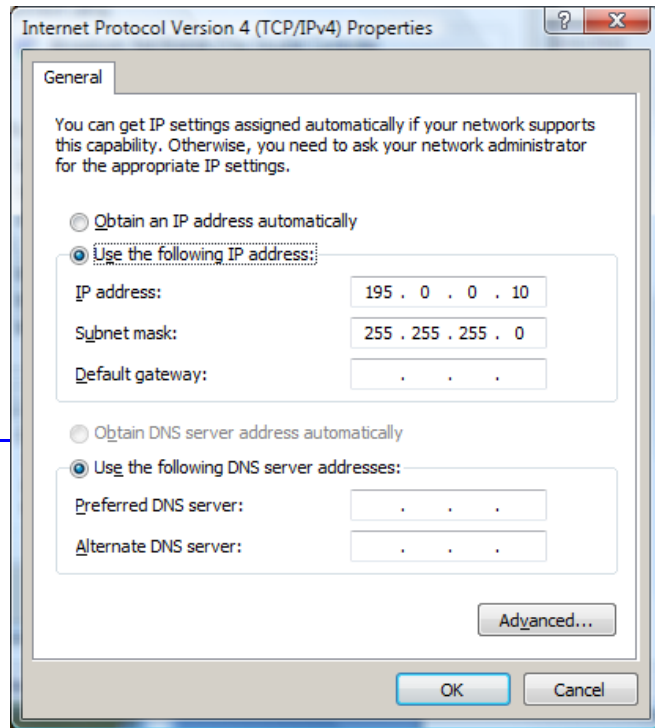 Internet Protocol Version 4 (TCP/IPv4) Properties
General
You can get IP settings assigned automatically if your network supports
this capability. Otherwise, you need to ask your network administrator
for the appropriate IP settings.
Obtain an IP address automatically
Use the following IP address:
IP address: 195 . 0 . 0 . 10
Subnet mask: 255 . 255 . 255 . 0
Default gateway: . . .
Obtain DNS server address automatically
Use the following DNS server addresses:
Preferred DNS server: . . .
Alternate DNS server: . . .
Advanced...
OK Cancel